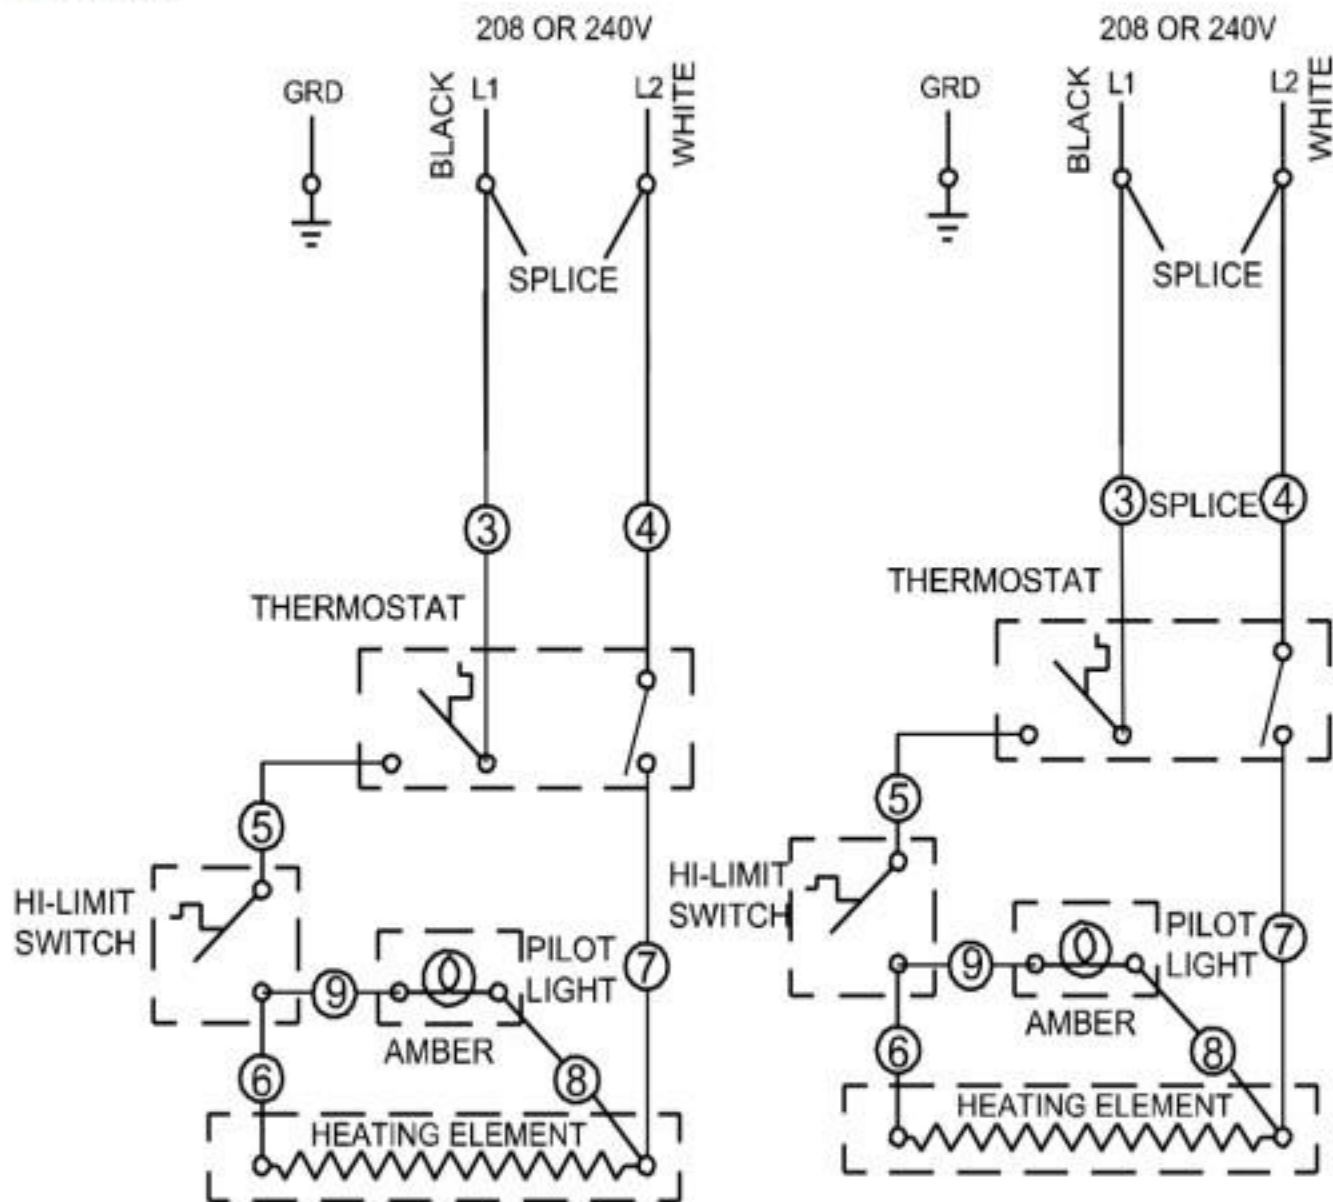 208 OR 240V
GRD
BLACK
L1
L2
WHITE
SPLICE
3
4
THERMOSTAT
5
HI-LIMIT
SWITCH
9
PILOT
LIGHT
7
AMBER
6
8
HEATING ELEMENT
208 OR 240V
GRD
BLACK
L1
L2
WHITE
SPLICE
3
SPLICE
4
THERMOSTAT
5
HI-LIMIT
SWITCH
9
PILOT
LIGHT
7
AMBER
6
8
HEATING ELEMENT